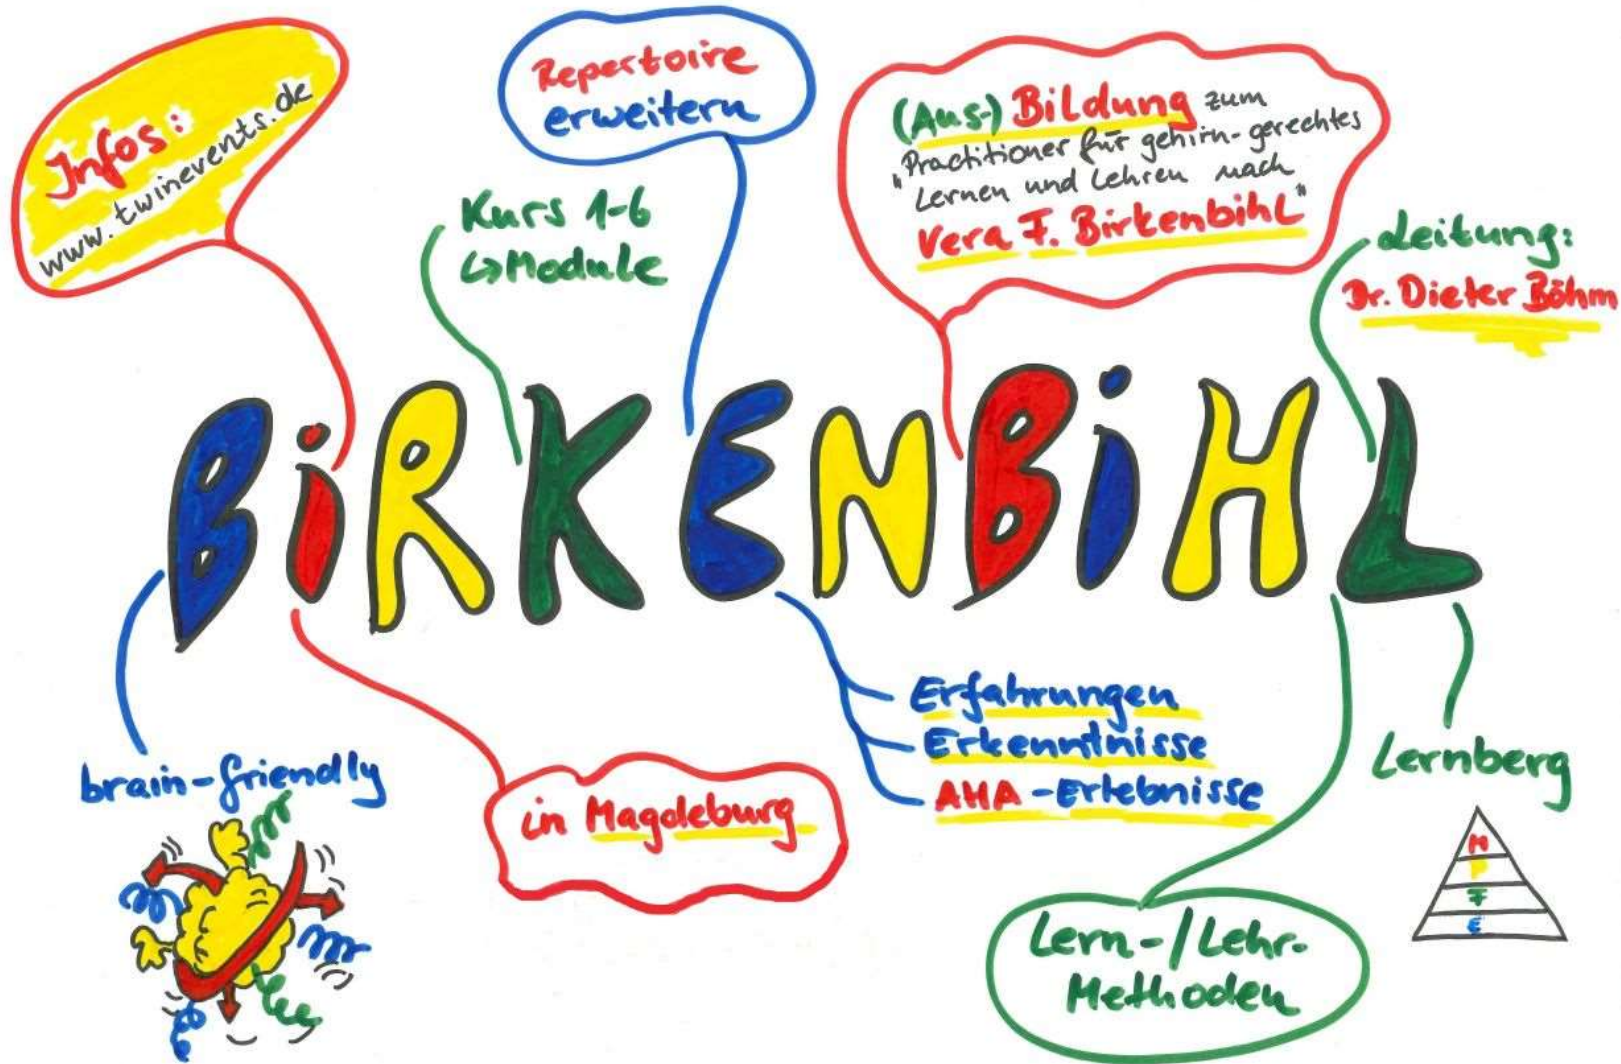 Infos:
www.twinevents.de
Repertoire
erweitern
Kurs 1-6
↳Module
(Aus-) Bildung zum
"Practitioner für gehirn-gerechtes
Lernen und Lehren nach
Vera F. Birkenbihl"
Leitung:
Dr. Dieter Böhm
BiRKENBiHL
brain-friendly
in Magdeburg
Erfahrungen
Erkenntnisse
AHA-Erlebnisse
Lernberg
M
P
F
E
Lern-/Lehr-
Methoden